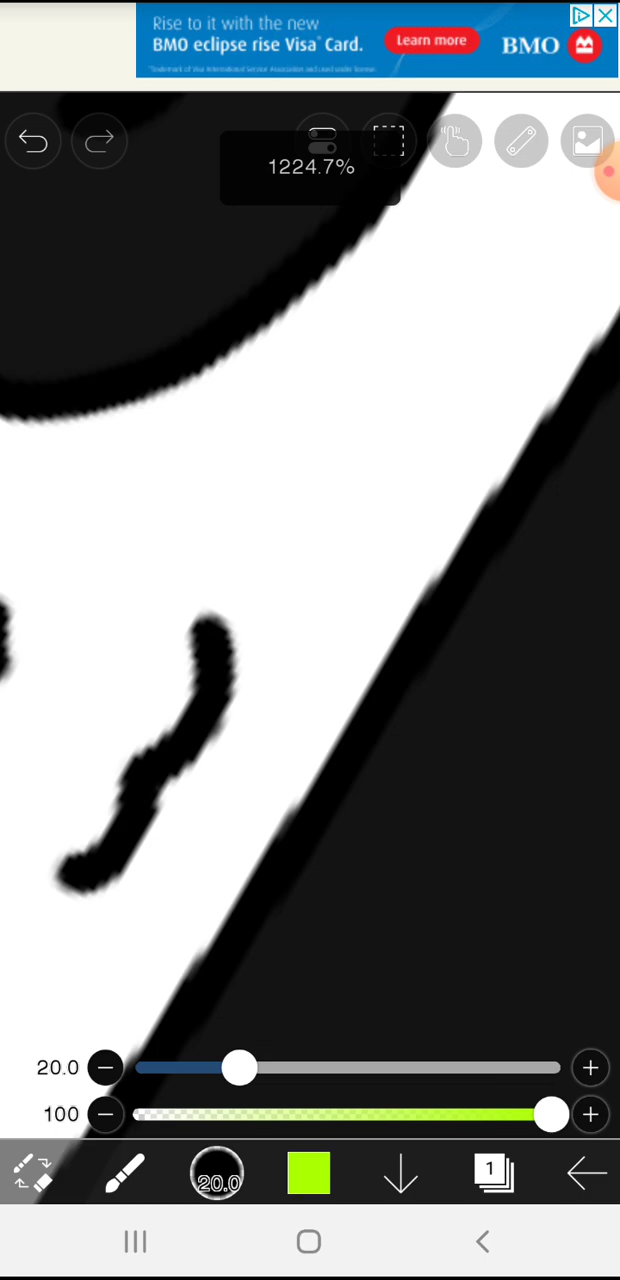 Rise to it with the new
BMO eclipse rise Visa* Card.
Learn more
BMO
1224.7%
20.0
100
20.0
1